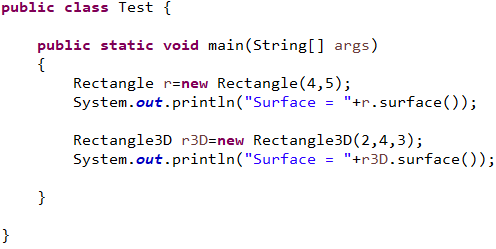 public class Test {
public static void main(String[] args)
{
Rectangle r=new Rectangle(4,5);
System.out.println("Surface = "+r.surface());
Rectangle3D r3D=new Rectangle3D(2,4,3);
System.out.println("Surface = "+r3D.surface());
}
}